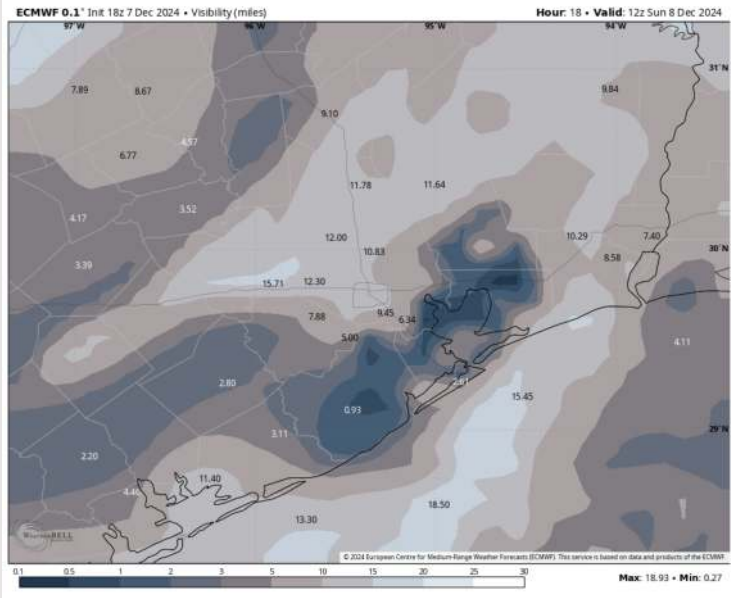 ECMWF 0.1° Init 18z 7 Dec 2024 • Visibility (miles)
Hour: 18 • Valid: 12z Sun 8 Dec 2024
97°W 96°W 95°W 94°W
31°N
7.89 8.67 9.84
9.10
4.57
6.77
11.78 11.64
3.52
4.17
12.00 10.29 7.40
30°N
10.83
8.58
3.39
15.71 12.30
7.88 9.45 6.34
5.00
4.11
2.80
15.45
0.93
3.11
29°N
2.20
11.40
4.46
18.50
13.30
WeatherBELL
© 2024 European Centre for Medium-Range Weather Forecasts (ECMWF). This service is based on data and products of the ECMWF.
0.1 0.5 1 2 3 5 10 15 20 25 30
Max: 18.93 • Min: 0.27